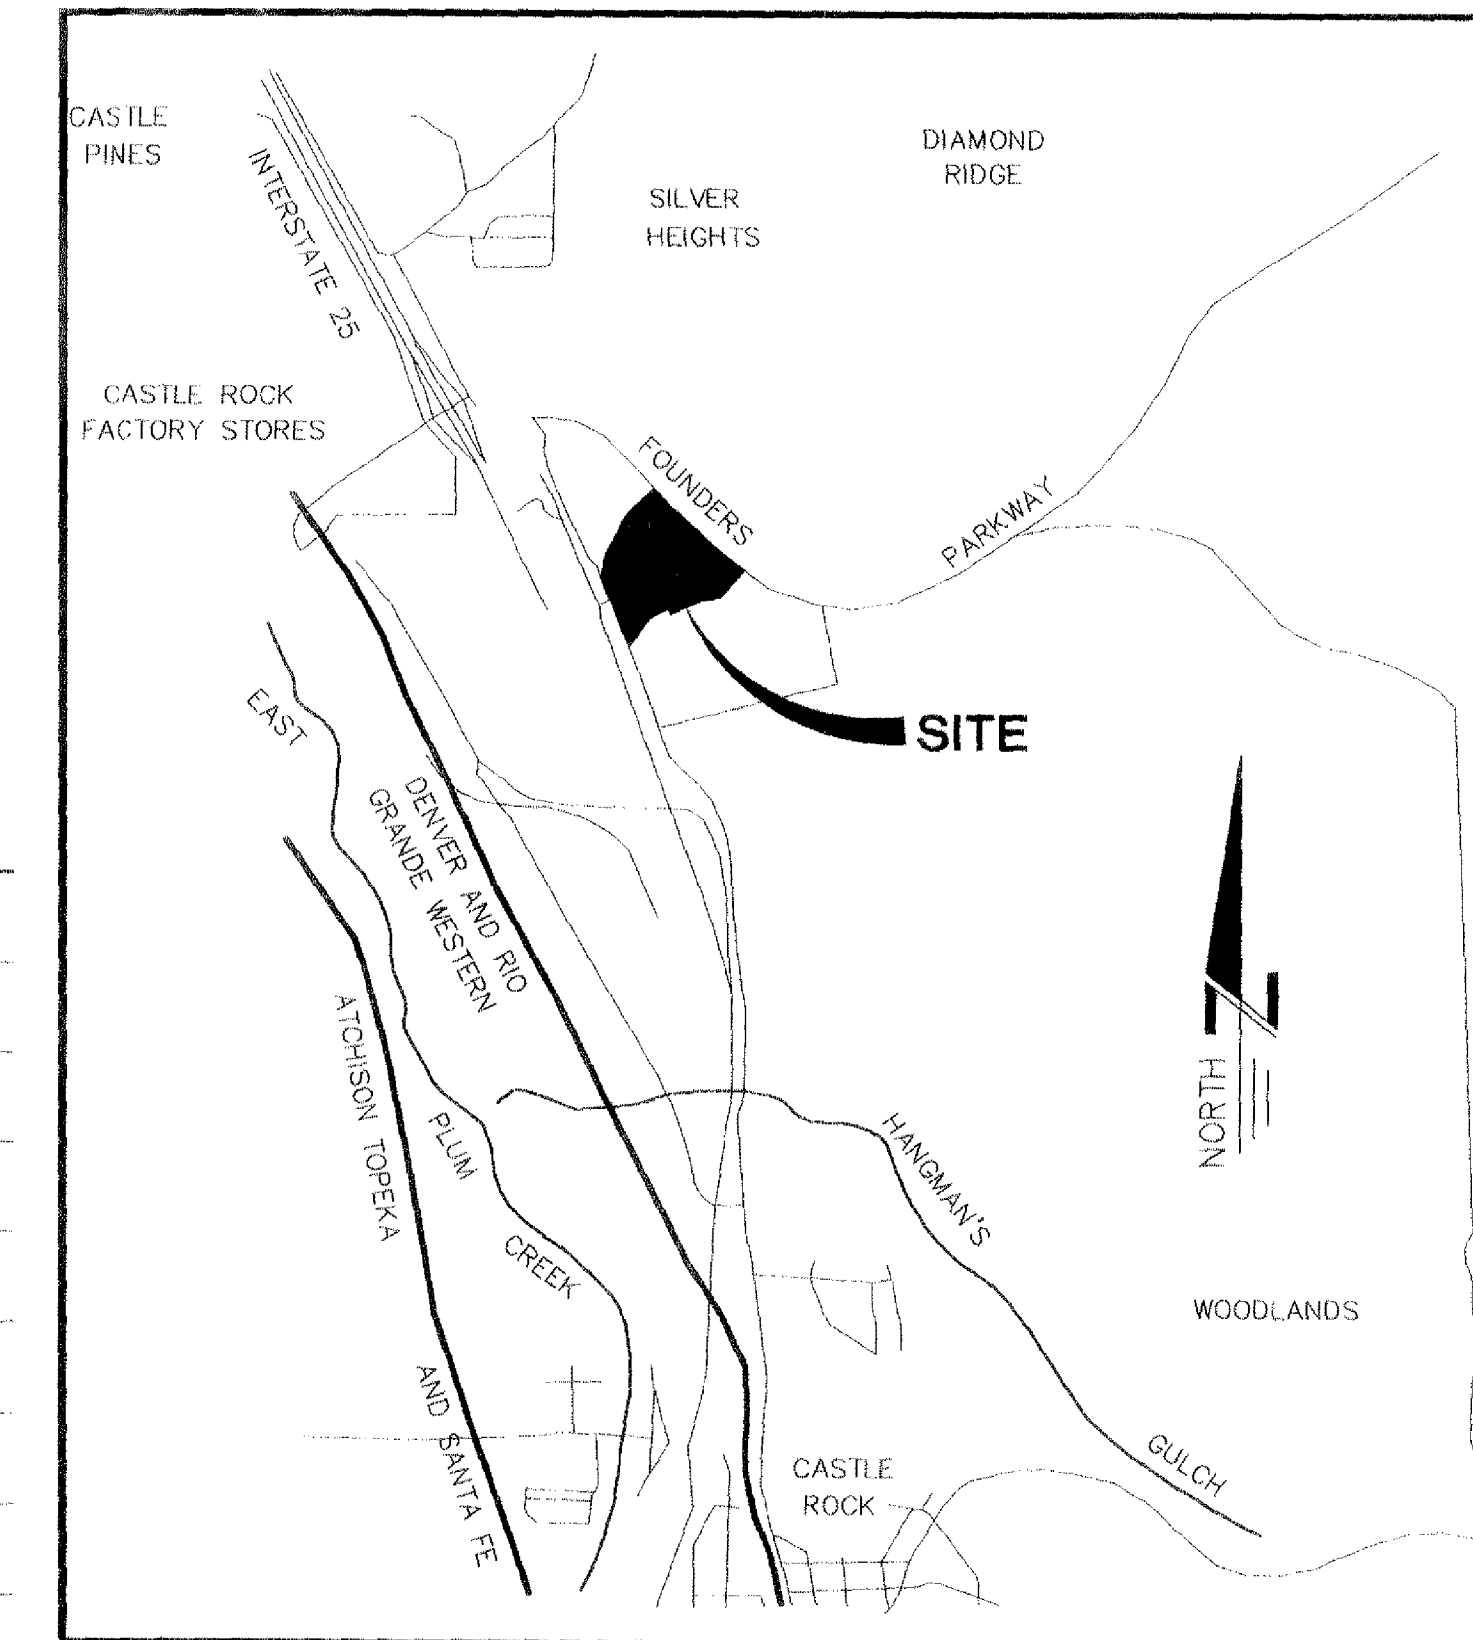 CASTLE
PINES
DIAMOND
RIDGE
SILVER
HEIGHTS
INTERSTATE 25
CASTLE ROCK
FACTORY STORES
FOUNDERS
PARKWAY
SITE
EAST
DENVER AND RIO
GRANDE WESTERN
ATCHISON TOPEKA
PLUM
HANGMAN'S
NORTH
CREEK
WOODLANDS
AND SANTA FE
GULCH
CASTLE
ROCK